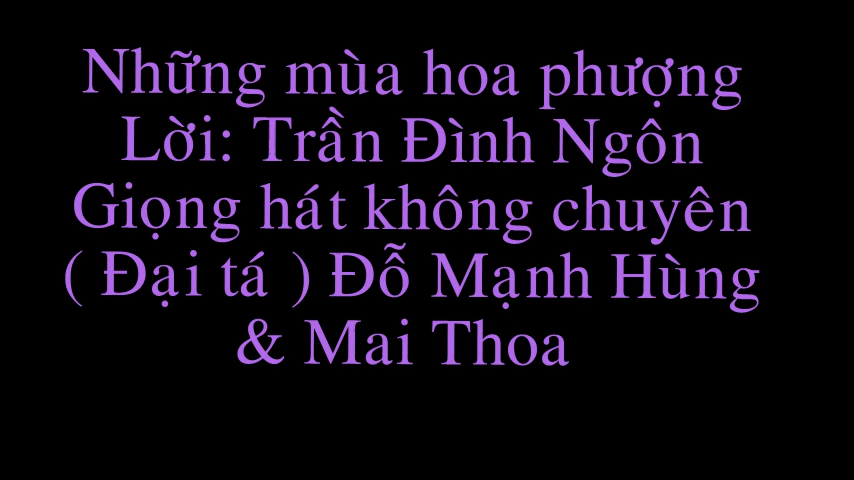 Những mùa hoa phượng
Lời: Trần Đình Ngôn
Giọng hát không chuyên
( Đại tá ) Đỗ Mạnh Hùng
& Mai Thoa